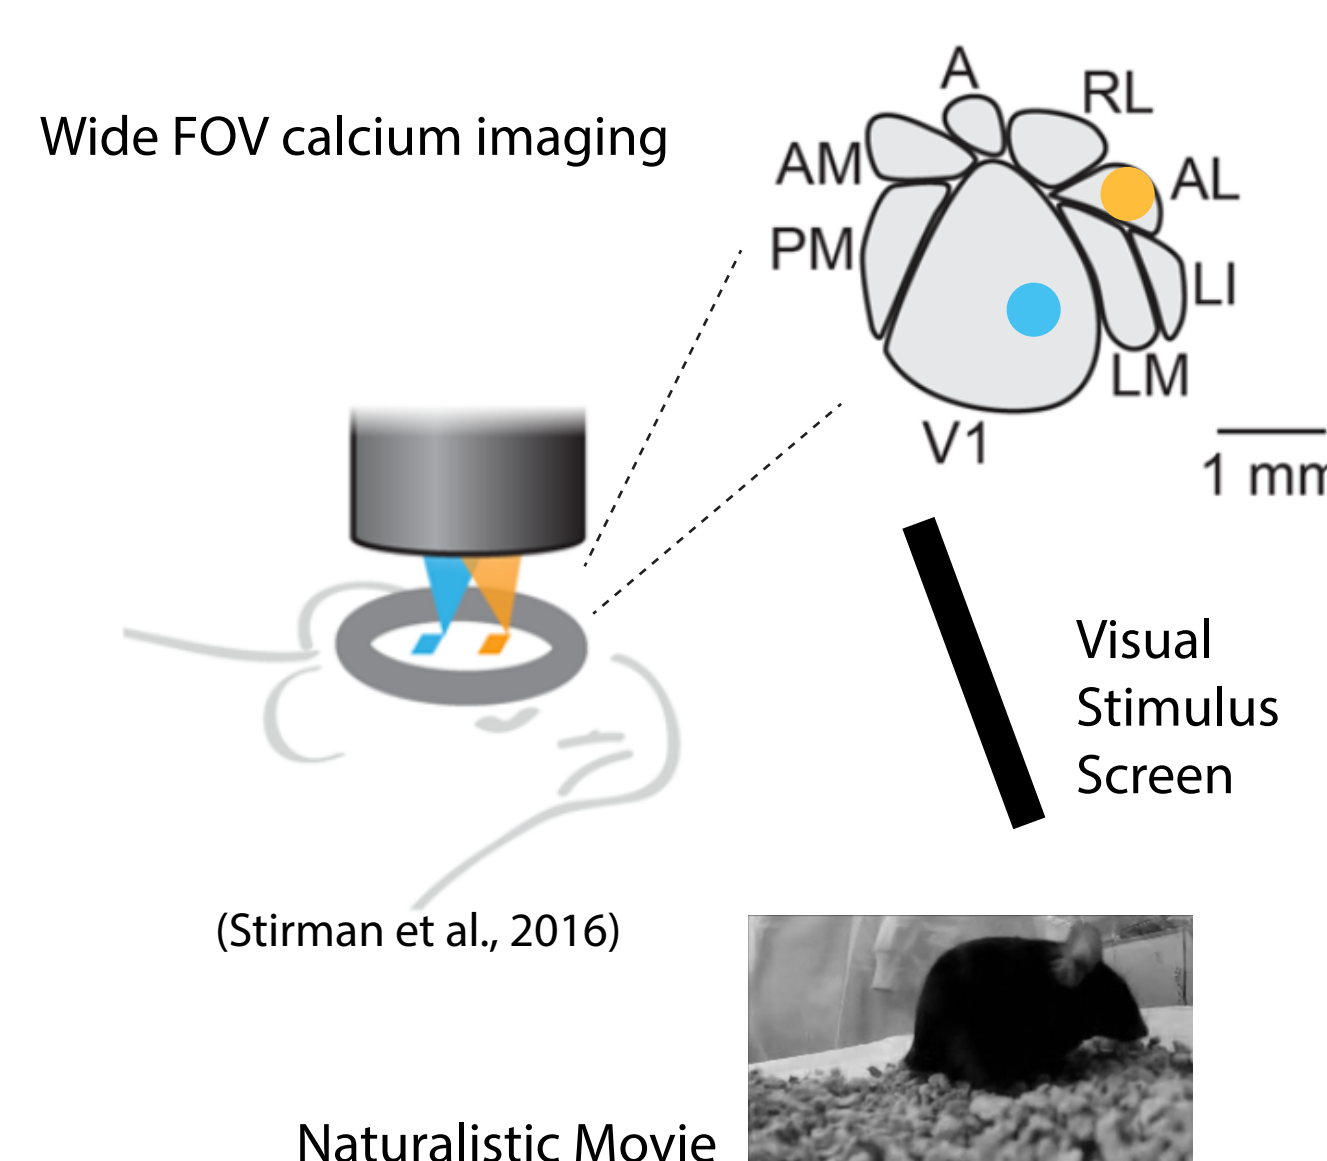 Wide FOV calcium imaging
A
RL
AM
AL
PM
LI
LM
V1
1 mm
Visual
Stimulus
Screen
(Stirman et al., 2016)
Naturalistic Movie